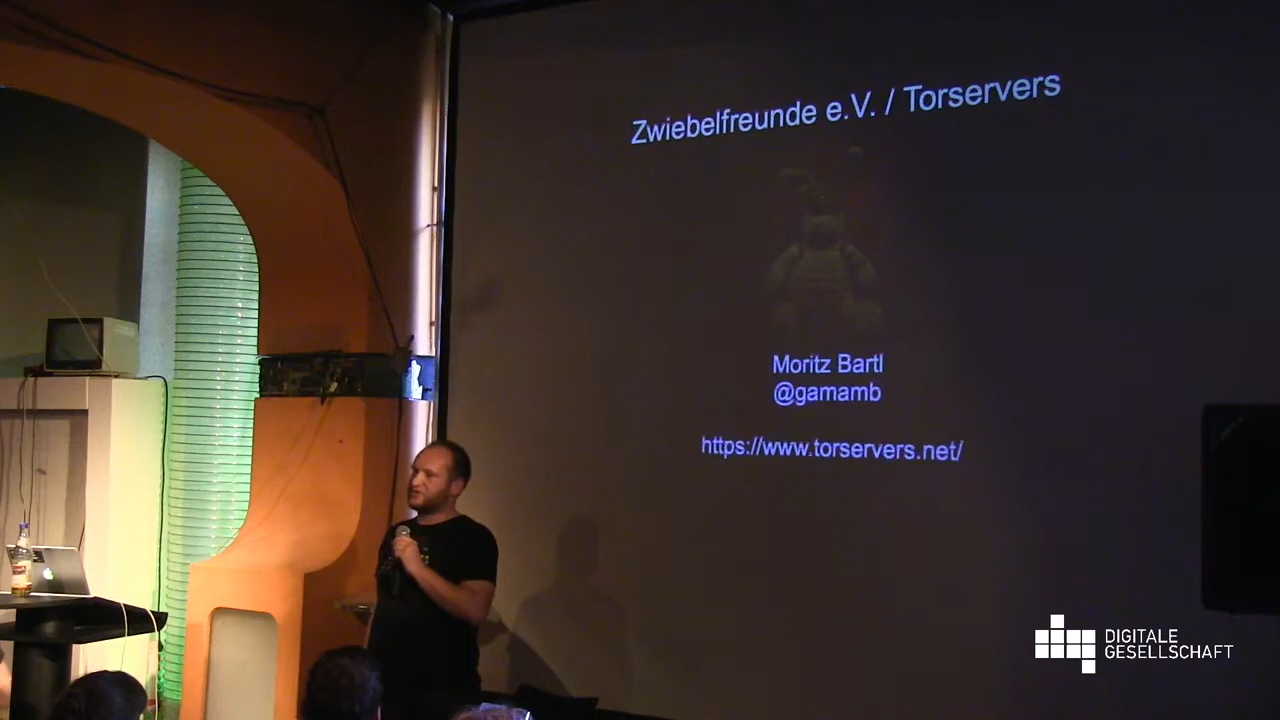 Zwiebelfreunde e.V. / Torservers
Moritz Bartl
@gamamb
https://www.torservers.net/
DIGITALE
GESELLSCHAFT